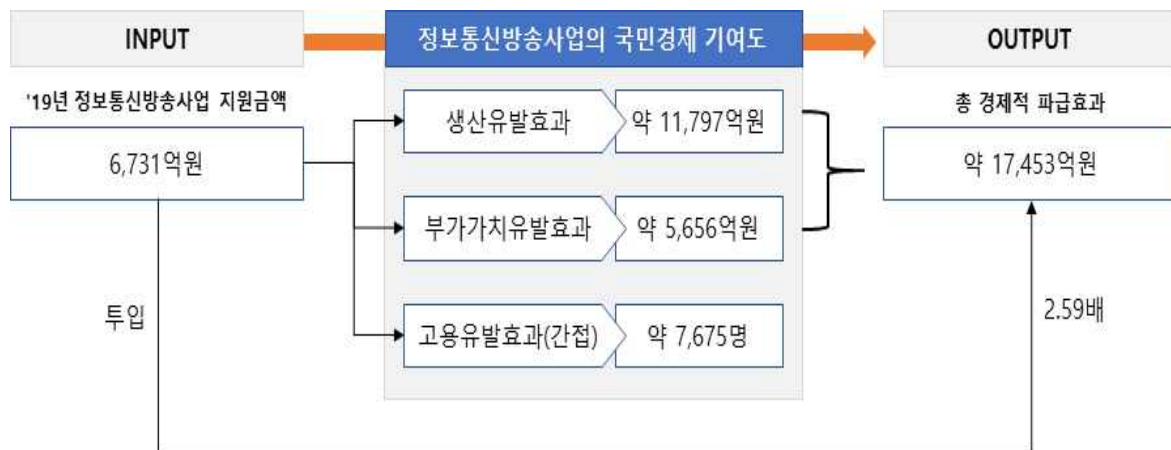 INPUT
정보통신방송사업의 국민경제 기여도
OUTPUT
'19년 정보통신방송사업 지원금액
6,731억원
생산유발효과
약 11,797억원
부가가치유발효과
약 5,656억원
고용유발효과(간접)
약 7,675명
총 경제적 파급효과
약 17,453억원
투입
2.59배